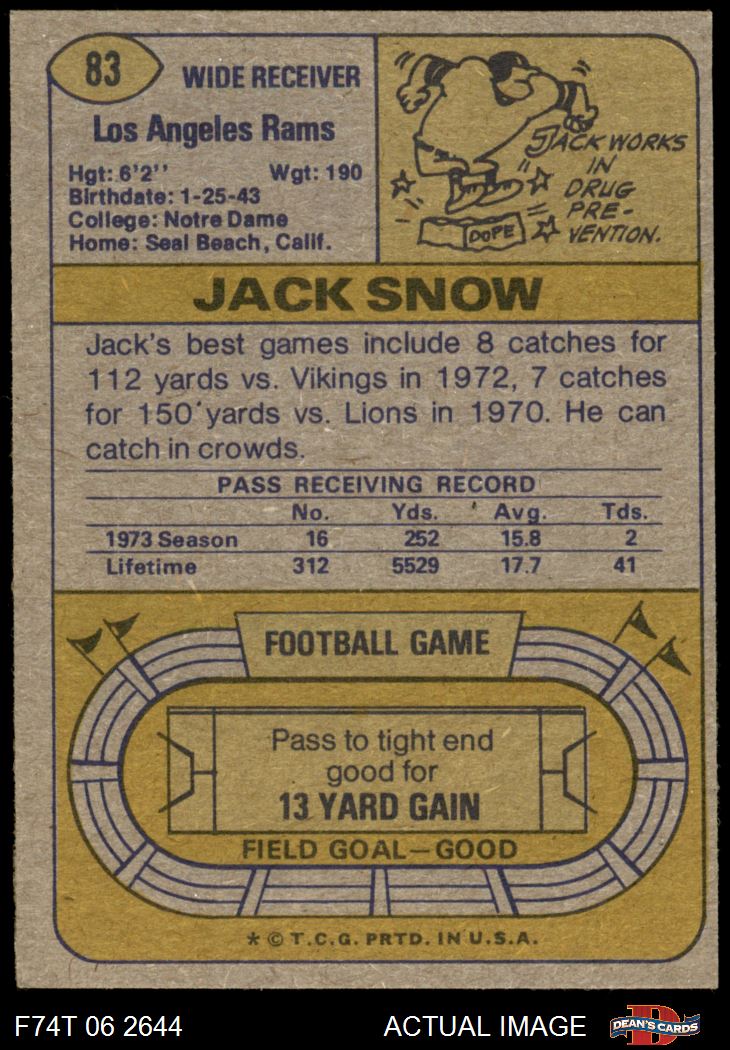 83
WIDE RECEIVER
Los Angeles Rams
Hgt: 6'2'' Wgt: 190
Birthdate: 1-25-43
College: Notre Dame
Home: Seal Beach, Calif.
JACK WORKS
IN
DRUG
PRE-
VENTION.
DOPE
JACK SNOW
Jack's best games include 8 catches for
112 yards vs. Vikings in 1972, 7 catches
for 150 yards vs. Lions in 1970. He can
catch in crowds.
PASS RECEIVING RECORD
No. Yds. Avg. Tds.
1973 Season 16 252 15.8 2
Lifetime 312 5529 17.7 41
FOOTBALL GAME
Pass to tight end
good for
13 YARD GAIN
FIELD GOAL—GOOD
* © T.C.G. PRTD. IN U.S.A.
F74T 06 2644 ACTUAL IMAGE
D
DEAN'S CARDS